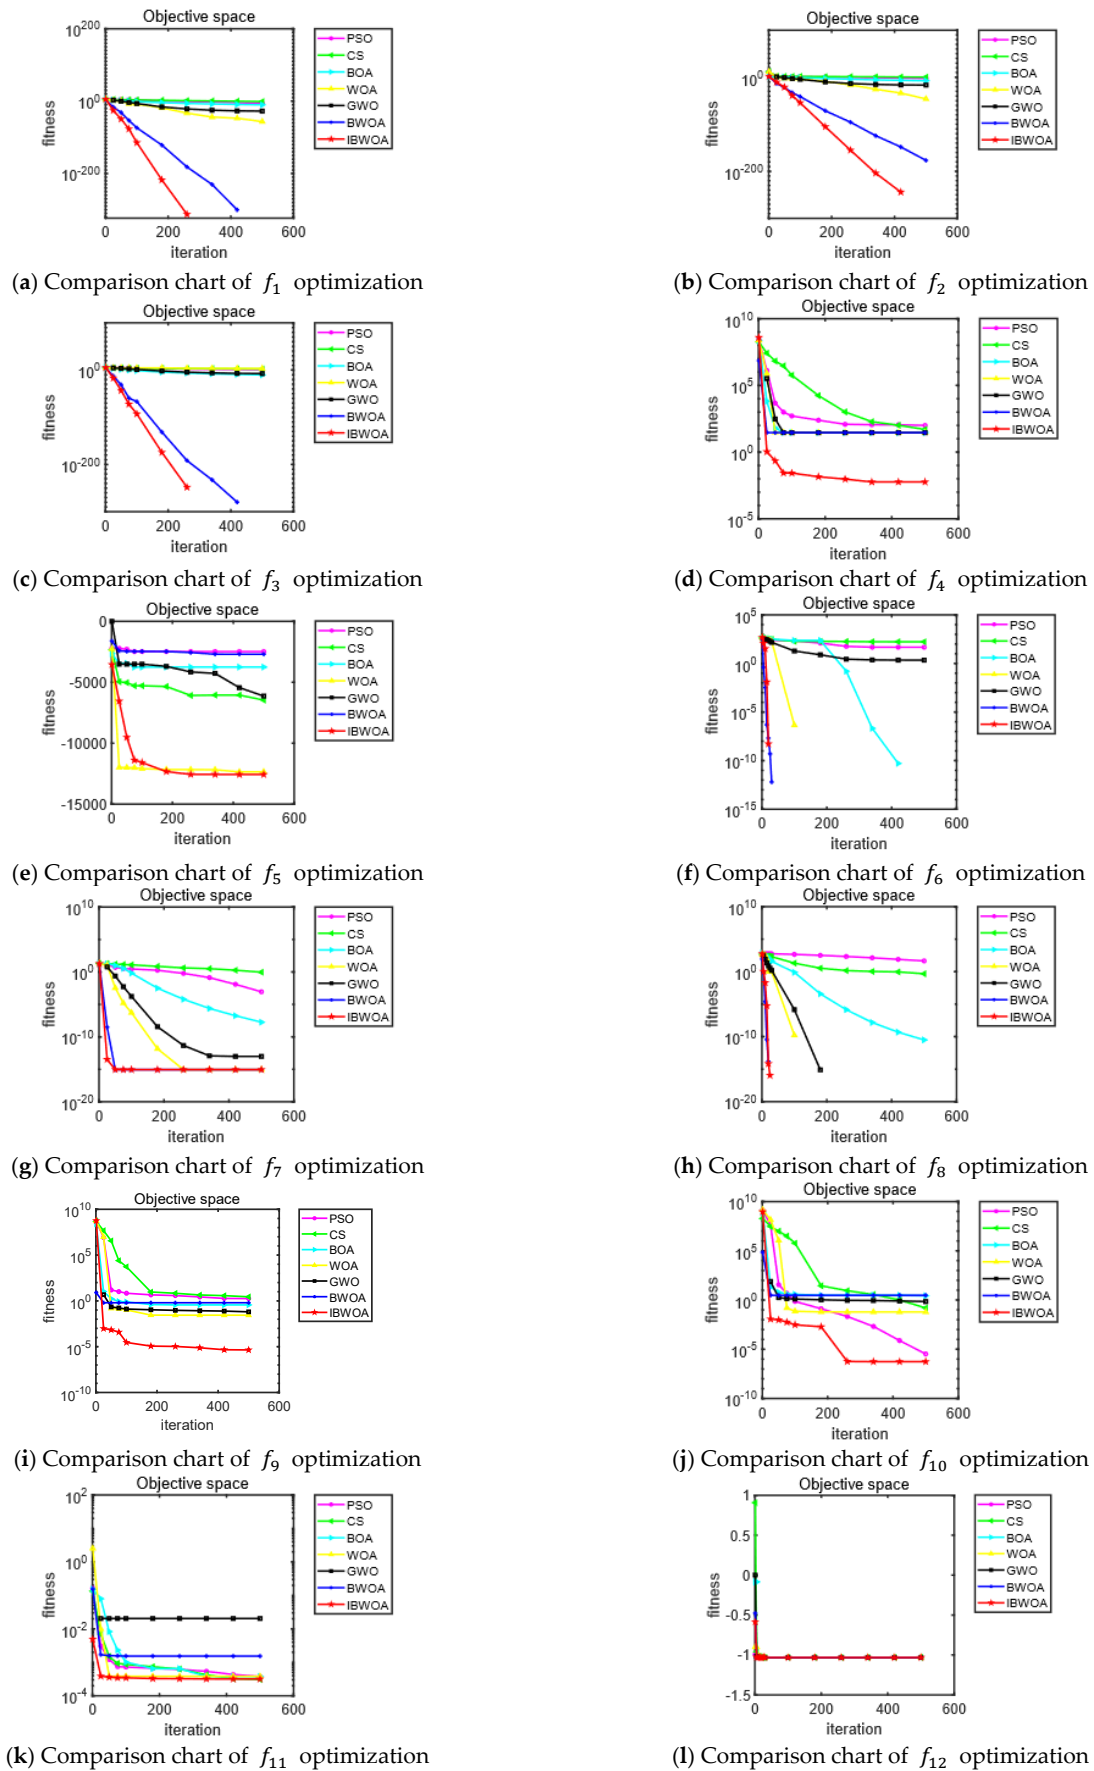 Objective space
10^200
10^0
10^-200
fitness
0 200 400 600
iteration
PSO
CS
BOA
WOA
GWO
BWOA
IBWOA
(a) Comparison chart of f_1 optimization
Objective space
10^0
10^-200
fitness
0 200 400 600
iteration
PSO
CS
BOA
WOA
GWO
BWOA
IBWOA
(b) Comparison chart of f_2 optimization
Objective space
10^0
10^-200
fitness
0 200 400 600
iteration
PSO
CS
BOA
WOA
GWO
BWOA
IBWOA
(c) Comparison chart of f_3 optimization
Objective space
10^10
10^5
10^0
10^-5
fitness
0 200 400 600
iteration
PSO
CS
BOA
WOA
GWO
BWOA
IBWOA
(d) Comparison chart of f_4 optimization
Objective space
0
-5000
-10000
-15000
fitness
0 200 400 600
iteration
PSO
CS
BOA
WOA
GWO
BWOA
IBWOA
(e) Comparison chart of f_5 optimization
Objective space
10^5
10^0
10^-5
10^-10
10^-15
fitness
0 200 400 600
iteration
PSO
CS
BOA
WOA
GWO
BWOA
IBWOA
(f) Comparison chart of f_6 optimization
Objective space
10^10
10^0
10^-10
10^-20
fitness
0 200 400 600
iteration
PSO
CS
BOA
WOA
GWO
BWOA
IBWOA
(g) Comparison chart of f_7 optimization
Objective space
10^10
10^0
10^-10
10^-20
fitness
0 200 400 600
iteration
PSO
CS
BOA
WOA
GWO
BWOA
IBWOA
(h) Comparison chart of f_8 optimization
Objective space
10^10
10^5
10^0
10^-5
10^-10
fitness
0 200 400 600
iteration
PSO
CS
BOA
WOA
GWO
BWOA
IBWOA
(i) Comparison chart of f_9 optimization
Objective space
10^10
10^5
10^0
10^-5
10^-10
fitness
0 200 400 600
iteration
PSO
CS
BOA
WOA
GWO
BWOA
IBWOA
(j) Comparison chart of f_10 optimization
Objective space
10^2
10^0
10^-2
10^-4
fitness
0 200 400 600
iteration
PSO
CS
BOA
WOA
GWO
BWOA
IBWOA
(k) Comparison chart of f_11 optimization
Objective space
1
0.5
0
-0.5
-1
-1.5
fitness
0 200 400 600
iteration
PSO
CS
BOA
WOA
GWO
BWOA
IBWOA
(l) Comparison chart of f_12 optimization